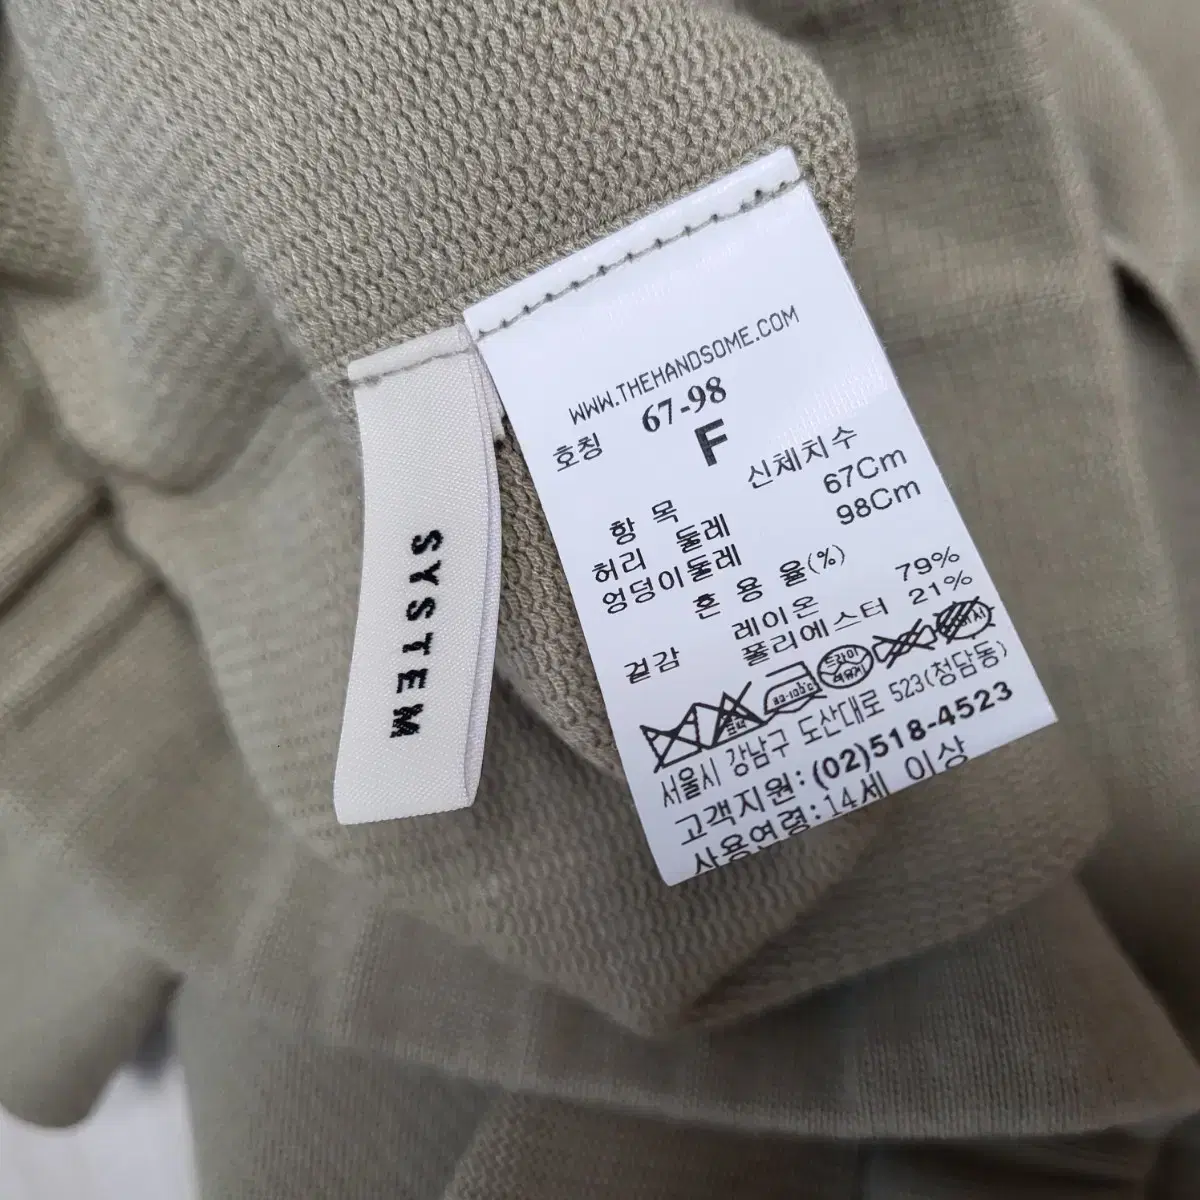 SYSTEM
WWW.THEHANDSOME.COM
호칭 67-98
F
항 목 신체치수
허리 둘레 67Cm
엉덩이둘레 98Cm
혼 용 율(%)
겉감 레이온 79%
폴리에스터 21%
드라이
서울시 강남구 도산대로 523(청담동)
고객지원:(02)518-4523
사용연령:14세 이상